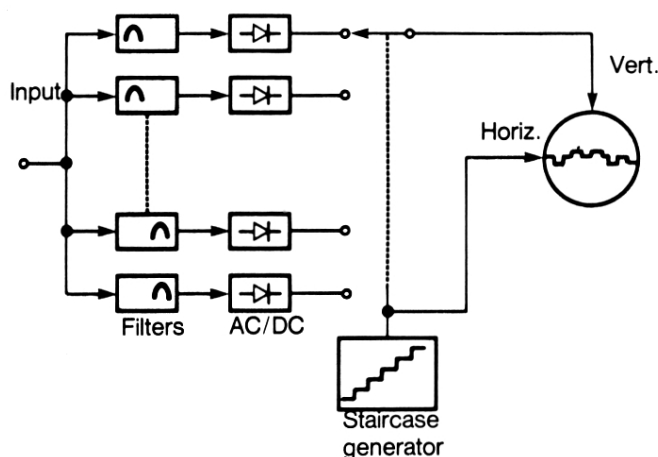 Input
Vert.
Horiz.
Filters
AC/DC
Staircase
generator